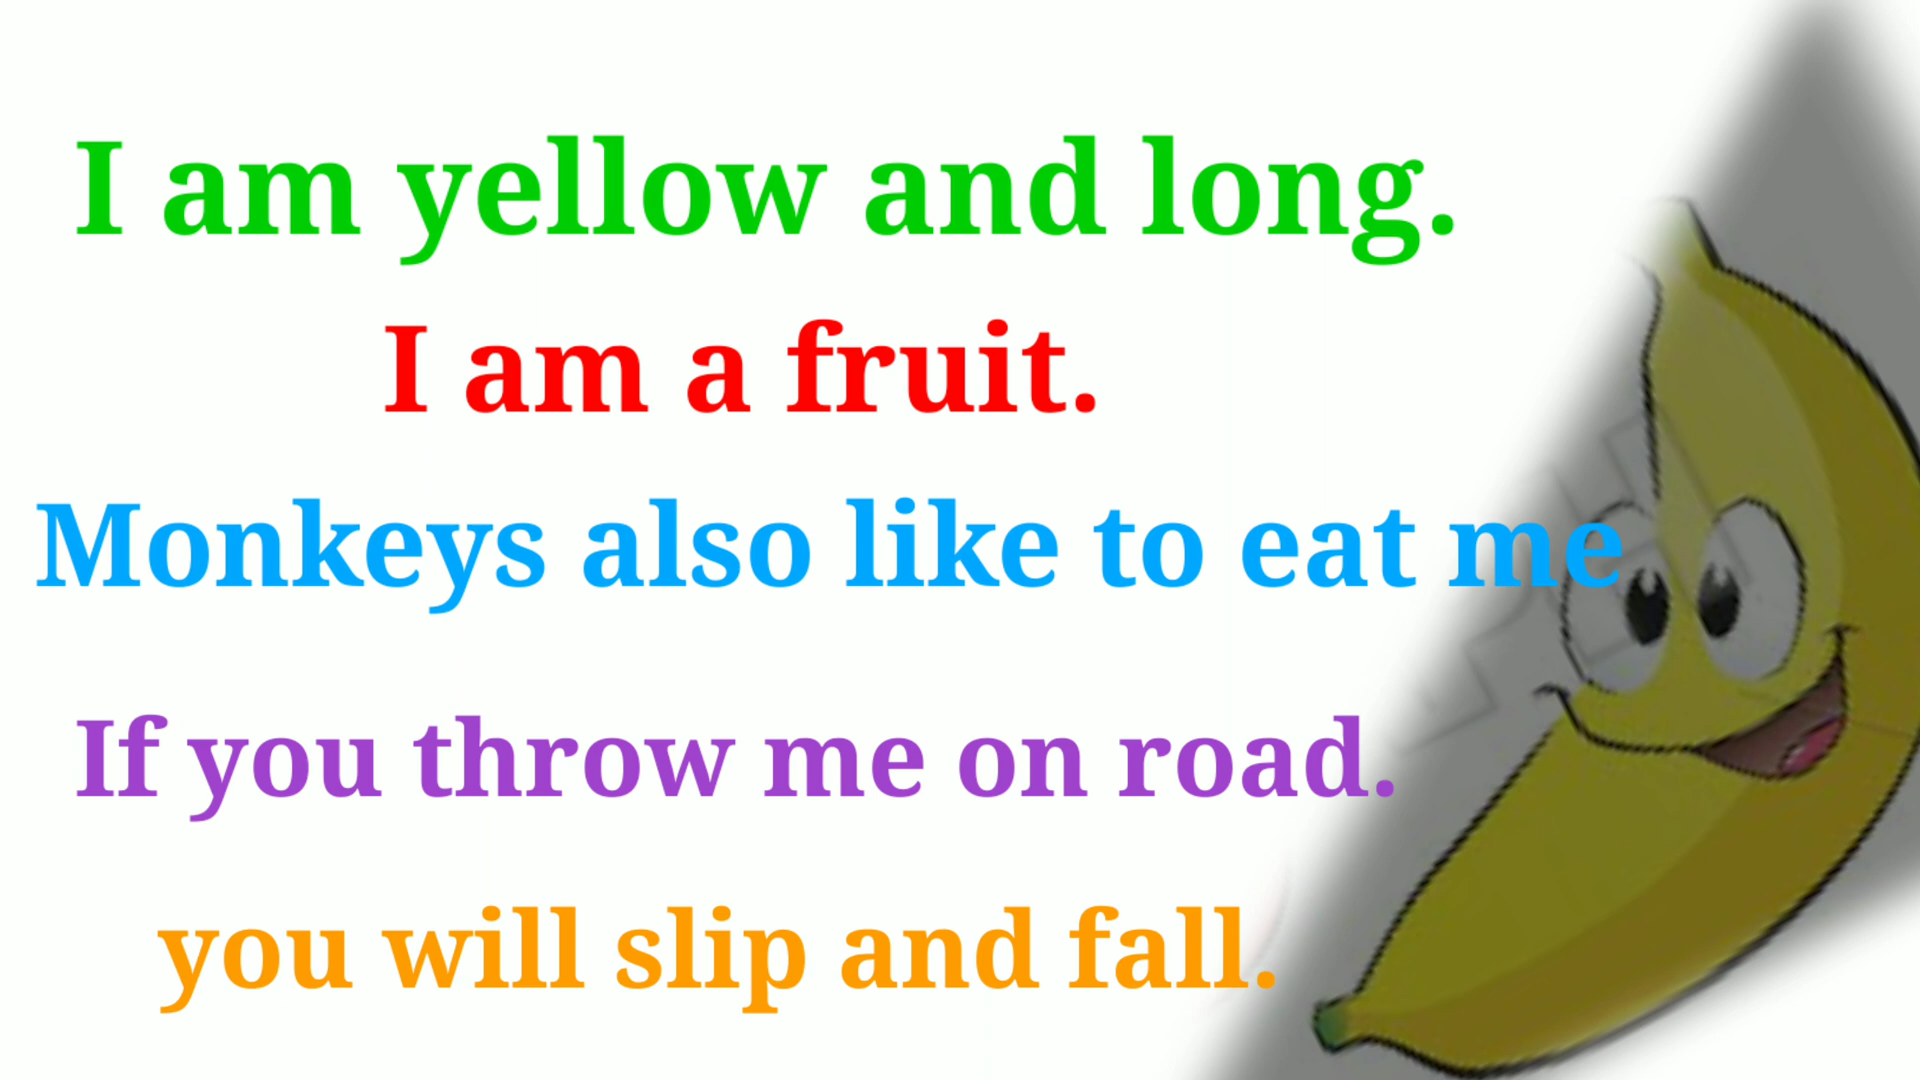 I am yellow and long.
I am a fruit.
Monkeys also like to eat me
If you throw me on road.
you will slip and fall.